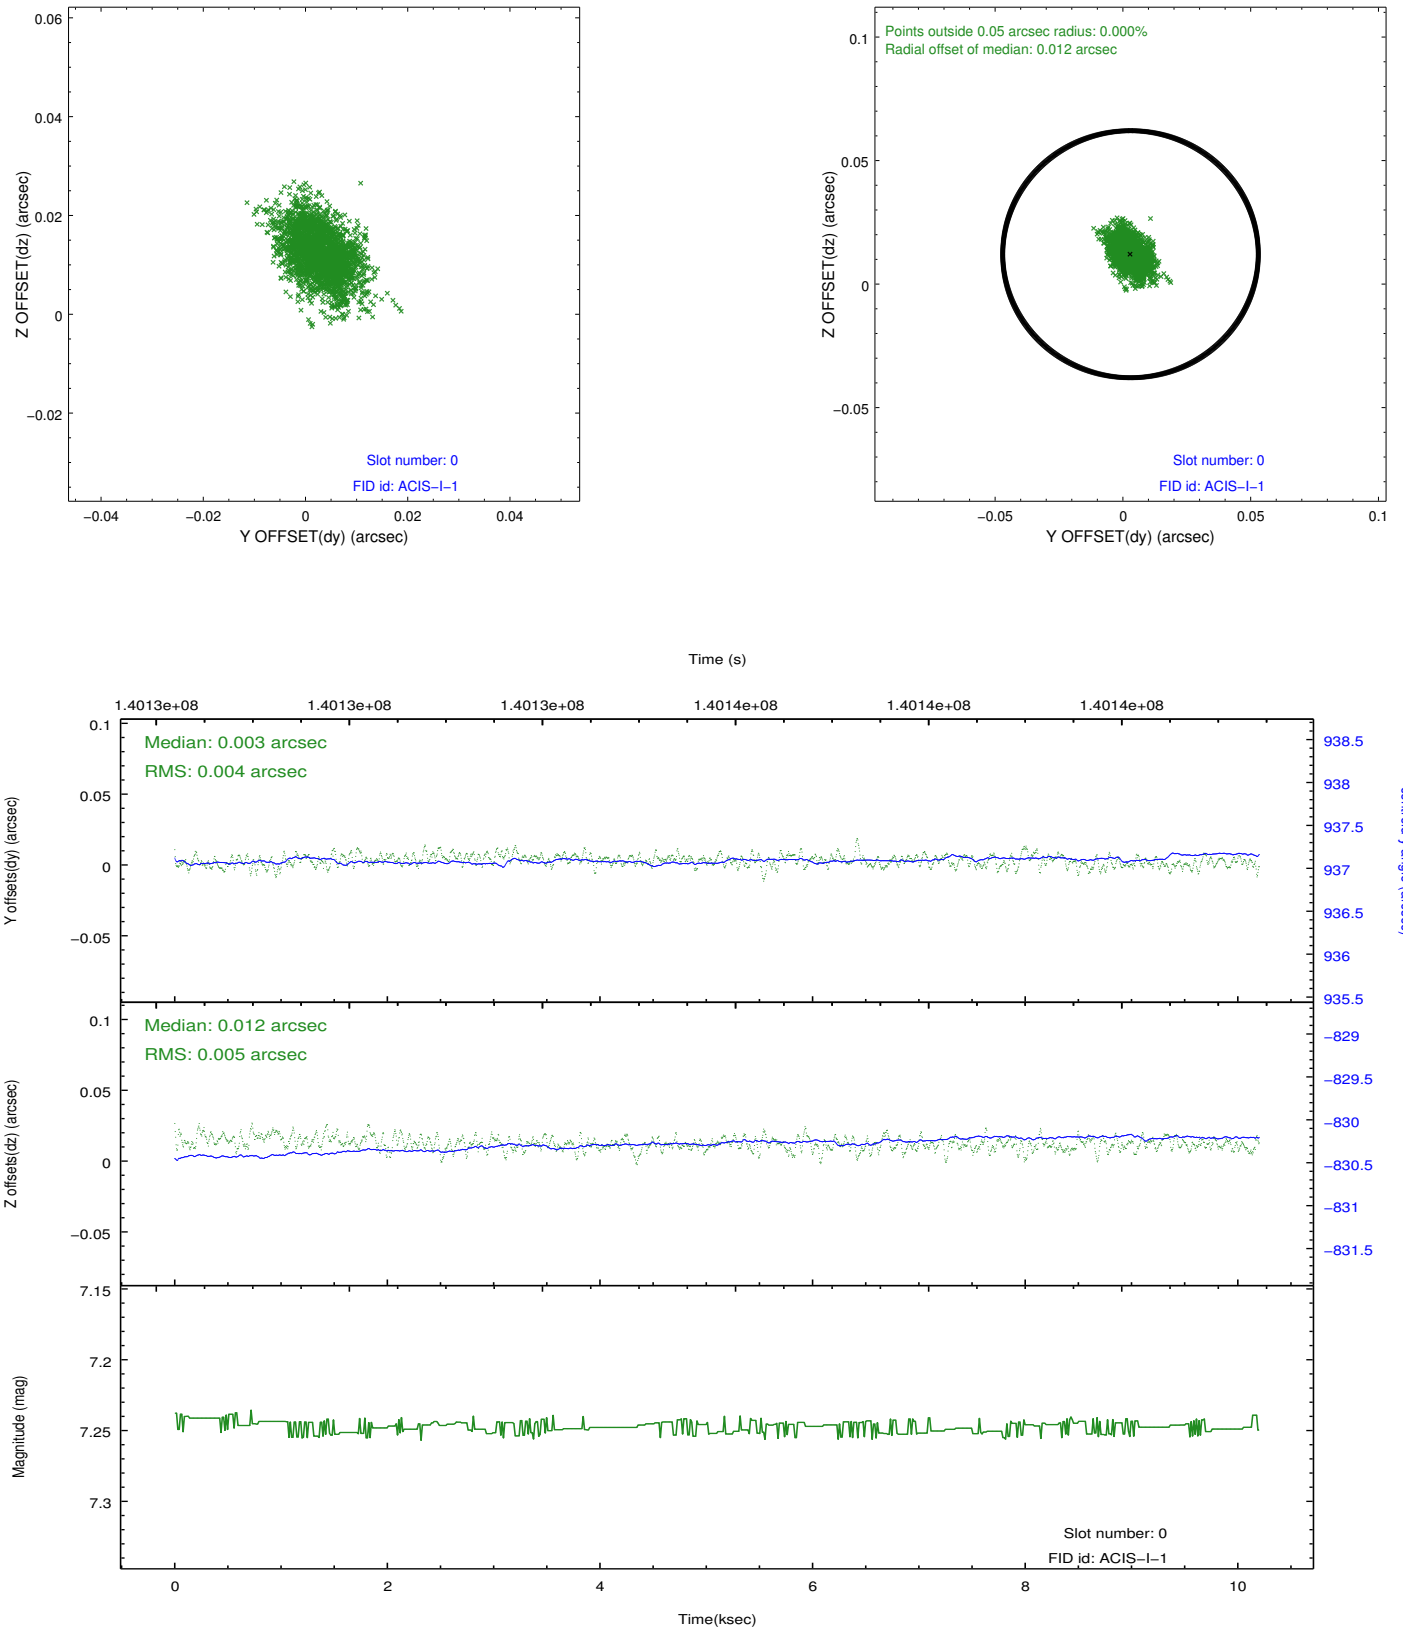 0.06
0.04
0.02
0
−0.02
Z OFFSET(dz) (arcsec)
Slot number: 0
FID id: ACIS−I−1
−0.04 −0.02 0 0.02 0.04
Y OFFSET(dy) (arcsec)
Points outside 0.05 arcsec radius: 0.000%
Radial offset of median: 0.012 arcsec
0.1
0.05
0
−0.05
Z OFFSET(dz) (arcsec)
Slot number: 0
FID id: ACIS−I−1
−0.05 0 0.05 0.1
Y OFFSET(dy) (arcsec)
Time (s)
1.4013e+08 1.4013e+08 1.4013e+08 1.4014e+08 1.4014e+08 1.4014e+08
Median: 0.003 arcsec
RMS: 0.004 arcsec
0.1
0.05
0
−0.05
Y offsets(dy) (arcsec)
938.5
938
937.5
937
936.5
936
935.5
Median: 0.012 arcsec
RMS: 0.005 arcsec
0.1
0.05
0
−0.05
Z offsets(dz) (arcsec)
−829
−829.5
−830
−830.5
−831
−831.5
7.15
7.2
7.25
7.3
Magnitude (mag)
Slot number: 0
FID id: ACIS−I−1
0 2 4 6 8 10
Time(ksec)